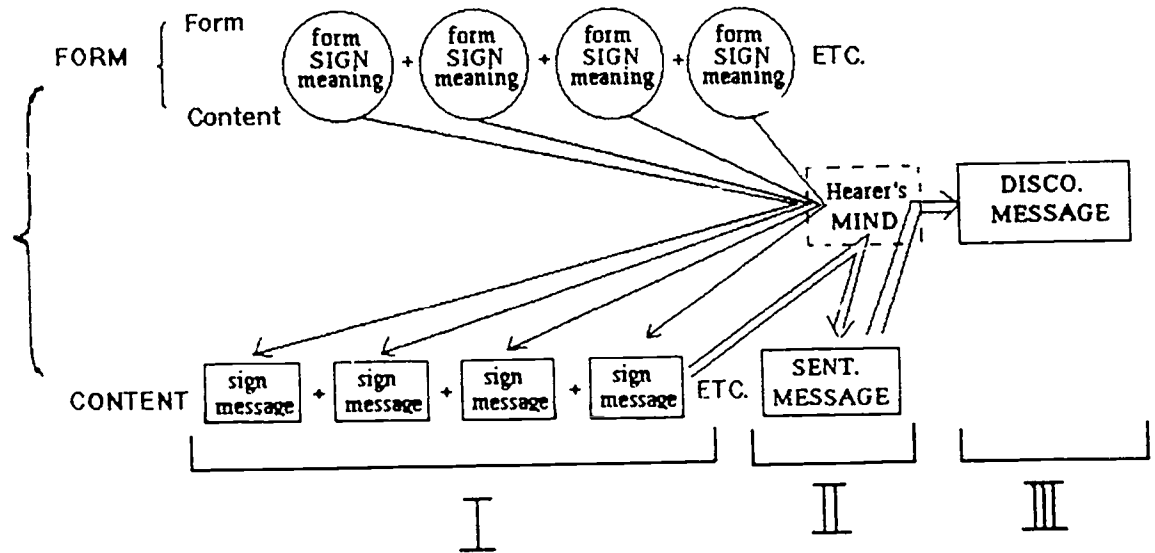 Form
FORM
Content
form
SIGN
meaning
+
form
SIGN
meaning
+
form
SIGN
meaning
+
form
SIGN
meaning
ETC.
Hearer's
MIND
DISCO.
MESSAGE
CONTENT
sign
message
+
sign
message
+
sign
message
+
sign
message
ETC.
SENT.
MESSAGE
I
II
III